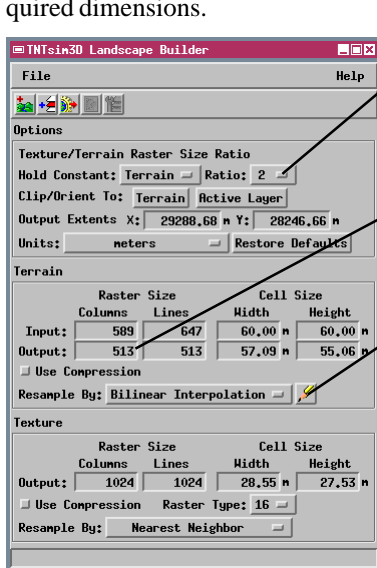 quired dimensions.
TNTsim3D Landscape Builder
File Help
Options
Texture/Terrain Raster Size Ratio
Hold Constant: Terrain Ratio: 2
Clip/Orient To: Terrain Active Layer
Output Extents X: 29288.68 m Y: 28246.66 m
Units: meters Restore Defaults
Terrain
Raster Size Cell Size
Columns Lines Width Height
Input: 589 647 60.00 m 60.00 m
Output: 513 513 57.09 m 55.06 m
Use Compression
Resample By: Bilinear Interpolation
Texture
Raster Size Cell Size
Columns Lines Width Height
Output: 1024 1024 28.55 m 27.53 m
Use Compression Raster Type: 16
Resample By: Nearest Neighbor